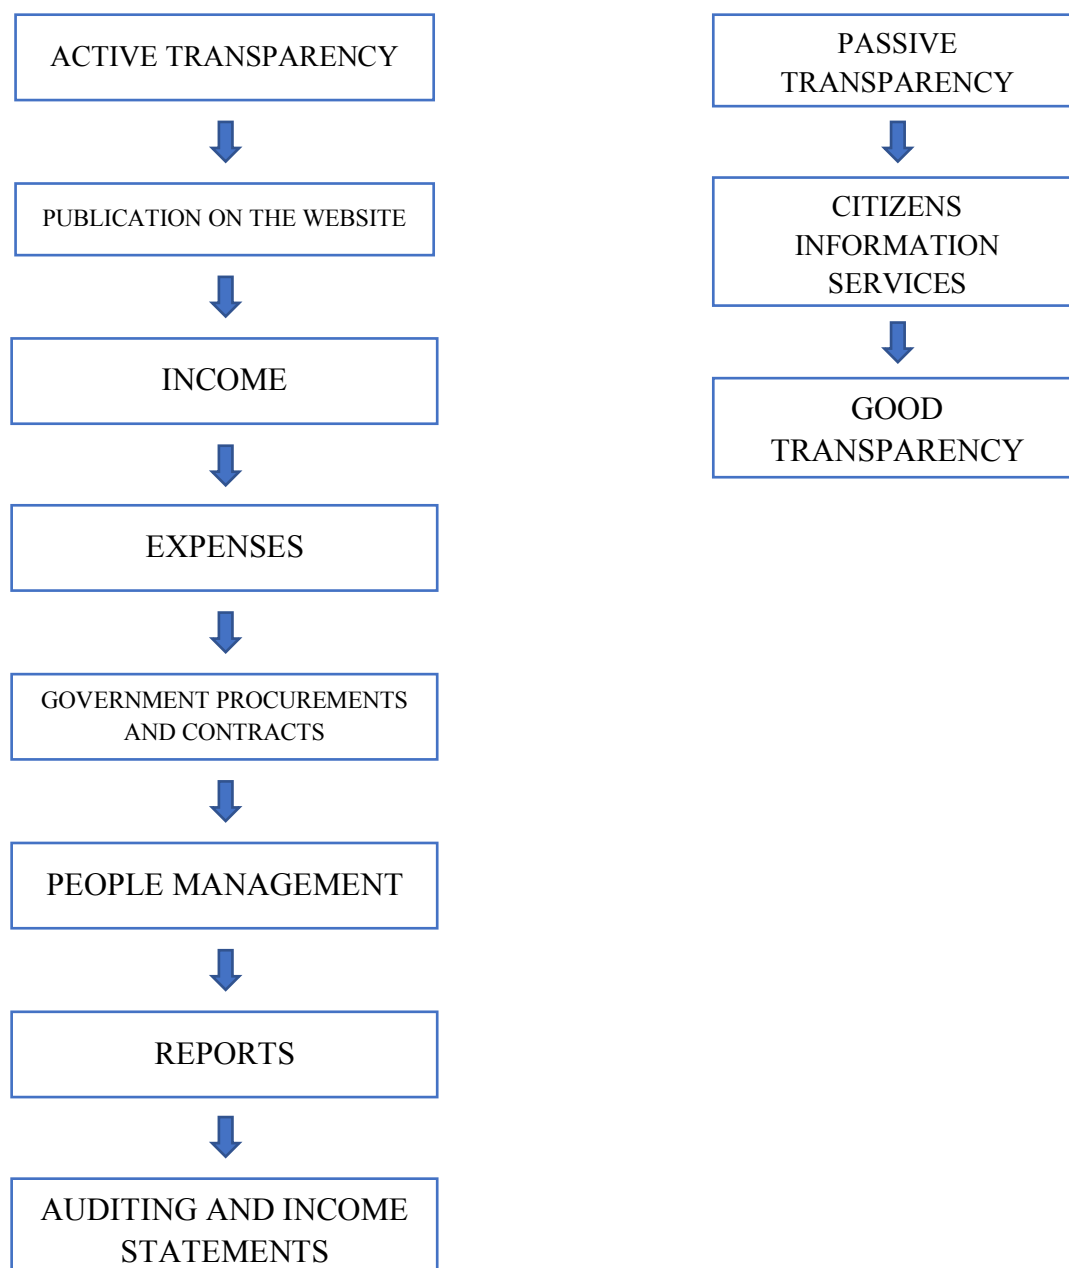 ACTIVE TRANSPARENCY
PUBLICATION ON THE WEBSITE
INCOME
EXPENSES
GOVERNMENT PROCUREMENTS
AND CONTRACTS
PEOPLE MANAGEMENT
REPORTS
AUDITING AND INCOME
STATEMENTS
PASSIVE
TRANSPARENCY
CITIZENS
INFORMATION
SERVICES
GOOD
TRANSPARENCY